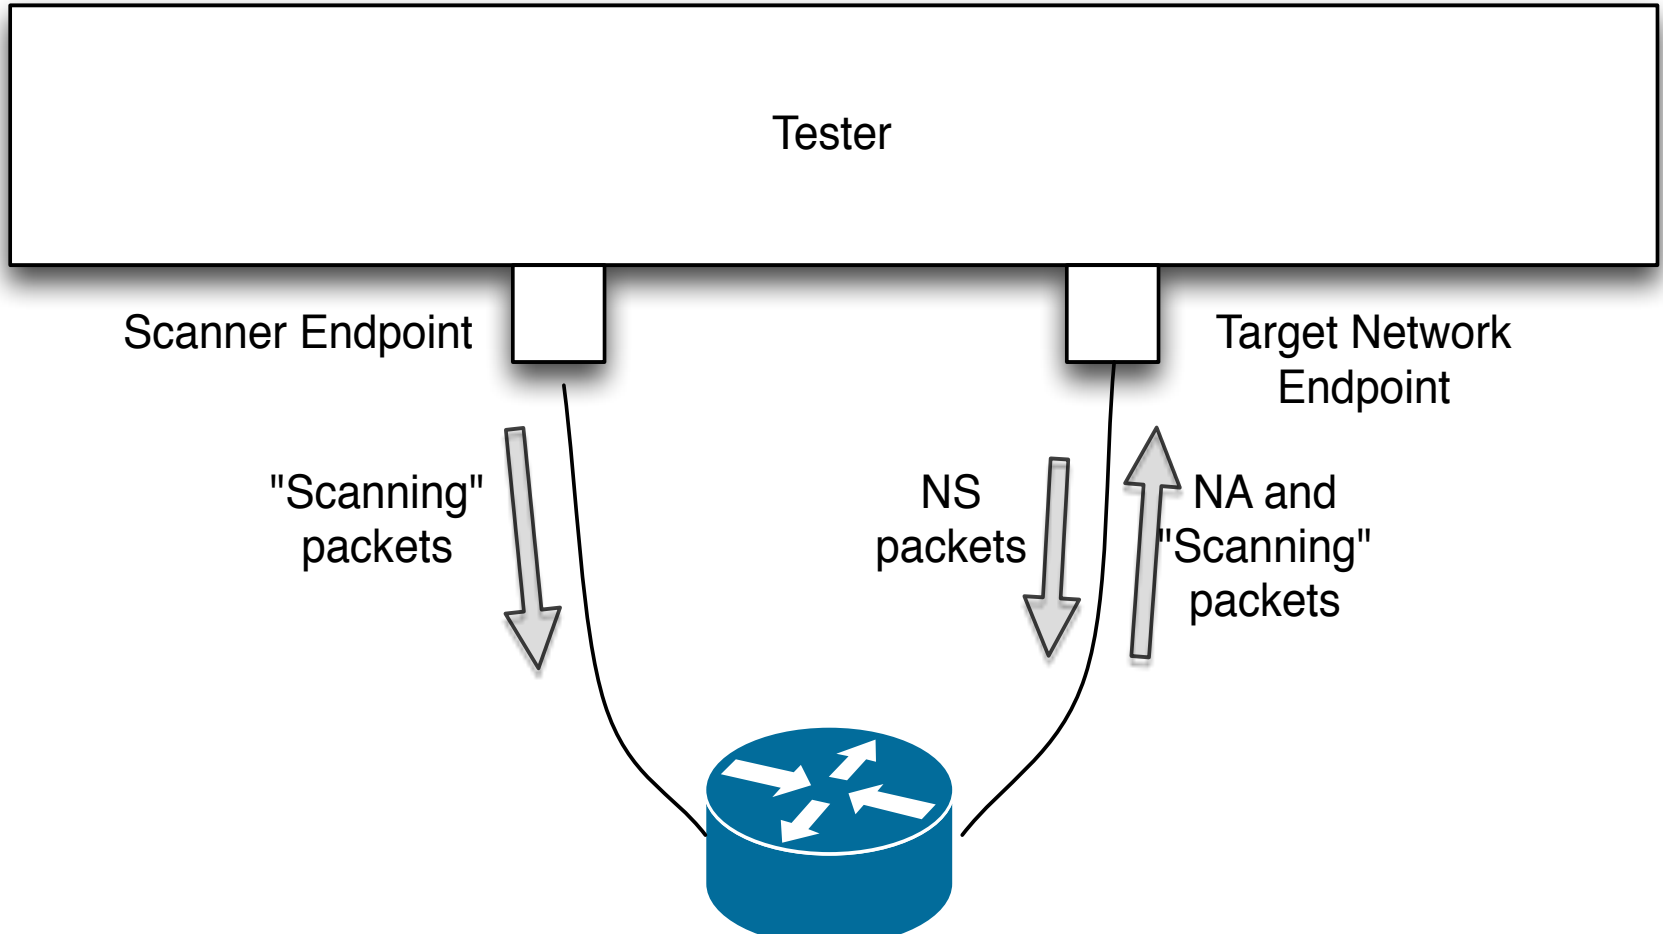 Tester
Scanner Endpoint
Target Network
Endpoint
"Scanning"
packets
NS
packets
NA and
"Scanning"
packets